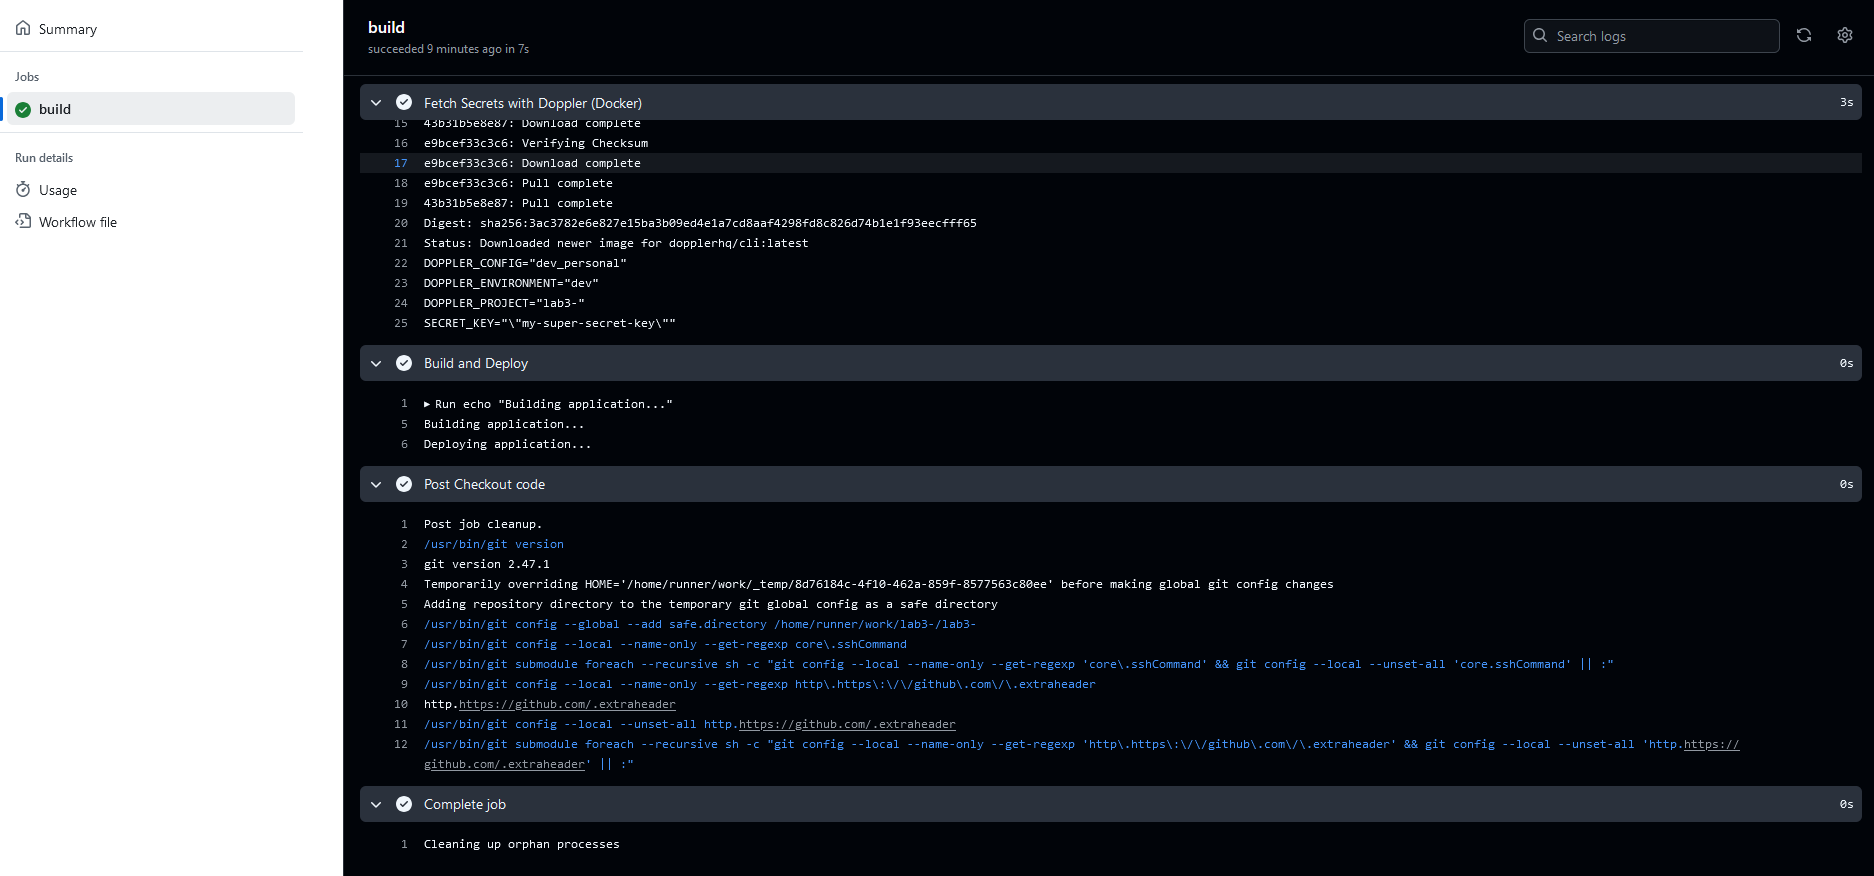 Summary
Jobs
build
Run details
Usage
Workflow file
build
succeeded 9 minutes ago in 7s
Search logs
Fetch Secrets with Doppler (Docker) 3s
15 43b31b5e8e87: Download complete
16 e9bcef33c3c6: Verifying Checksum
17 e9bcef33c3c6: Download complete
18 e9bcef33c3c6: Pull complete
19 43b31b5e8e87: Pull complete
20 Digest: sha256:3ac3782e6e827e15ba3b09ed4e1a7cd8aaf4298fd8c826d74b1e1f93eecfff65
21 Status: Downloaded newer image for dopplerhq/cli:latest
22 DOPPLER_CONFIG="dev_personal"
23 DOPPLER_ENVIRONMENT="dev"
24 DOPPLER_PROJECT="lab3-"
25 SECRET_KEY="\"my-super-secret-key\""
Build and Deploy 0s
1 ▶ Run echo "Building application..."
5 Building application...
6 Deploying application...
Post Checkout code 0s
1 Post job cleanup.
2 /usr/bin/git version
3 git version 2.47.1
4 Temporarily overriding HOME='/home/runner/work/_temp/8d76184c-4f10-462a-859f-8577563c80ee' before making global git config changes
5 Adding repository directory to the temporary git global config as a safe directory
6 /usr/bin/git config --global --add safe.directory /home/runner/work/lab3-/lab3-
7 /usr/bin/git config --local --name-only --get-regexp core\.sshCommand
8 /usr/bin/git submodule foreach --recursive sh -c "git config --local --name-only --get-regexp 'core\.sshCommand' && git config --local --unset-all 'core.sshCommand' || :"
9 /usr/bin/git config --local --name-only --get-regexp http\.https\:\/\/github\.com\/\.extraheader
10 http.https://github.com/.extraheader
11 /usr/bin/git config --local --unset-all http.https://github.com/.extraheader
12 /usr/bin/git submodule foreach --recursive sh -c "git config --local --name-only --get-regexp 'http\.https\:\/\/github\.com\/\.extraheader' && git config --local --unset-all 'http.https://
github.com/.extraheader' || :"
Complete job 0s
1 Cleaning up orphan processes